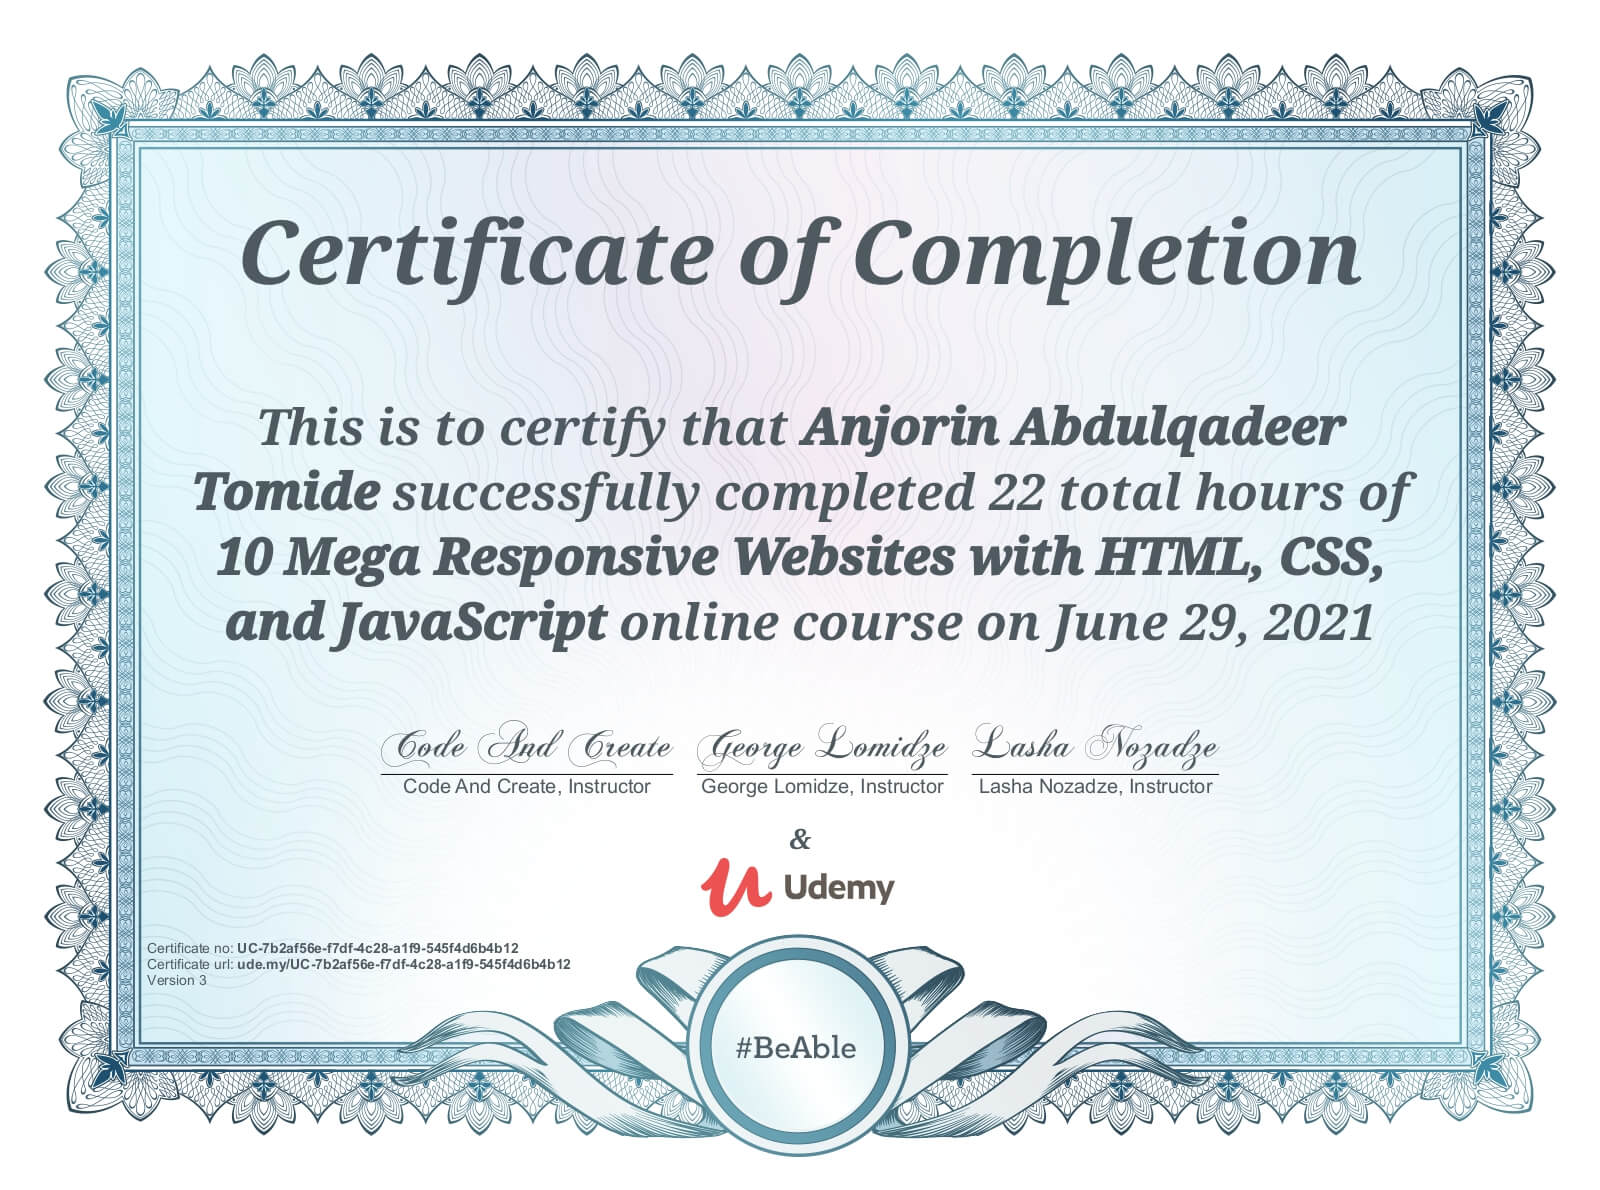 Certificate of Completion
This is to certify that Anjorin Abdulqadeer
Tomide successfully completed 22 total hours of
10 Mega Responsive Websites with HTML, CSS,
and JavaScript online course on June 29, 2021
Code And Create George Lomidze Lasha Nozadze
Code And Create, Instructor George Lomidze, Instructor Lasha Nozadze, Instructor
&
Udemy
Certificate no: UC-7b2af56e-f7df-4c28-a1f9-545f4d6b4b12
Certificate url: ude.my/UC-7b2af56e-f7df-4c28-a1f9-545f4d6b4b12
Version 3
#BeAble